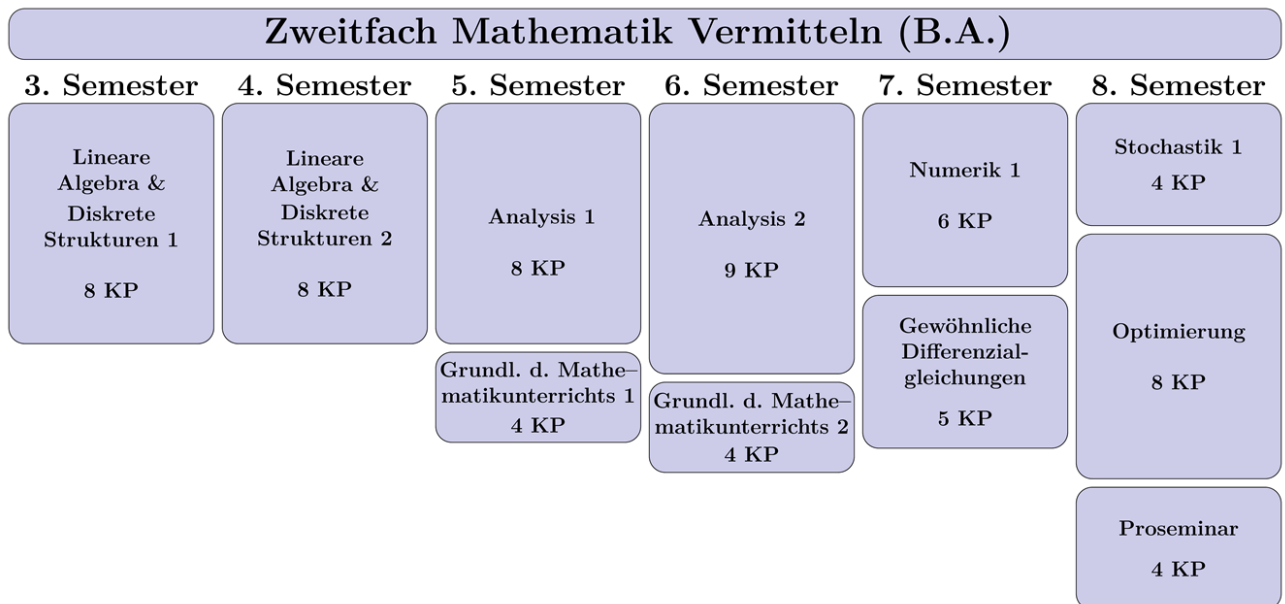 Zweitfach Mathematik Vermitteln (B.A.)
3. Semester
Lineare
Algebra &
Diskrete
Strukturen 1
8 KP
4. Semester
Lineare
Algebra &
Diskrete
Strukturen 2
8 KP
5. Semester
Analysis 1
8 KP
Grundl. d. Mathe–
matikunterrichts 1
4 KP
6. Semester
Analysis 2
9 KP
Grundl. d. Mathe–
matikunterrichts 2
4 KP
7. Semester
Numerik 1
6 KP
Gewöhnliche
Differenzial-
gleichungen
5 KP
8. Semester
Stochastik 1
4 KP
Optimierung
8 KP
Proseminar
4 KP